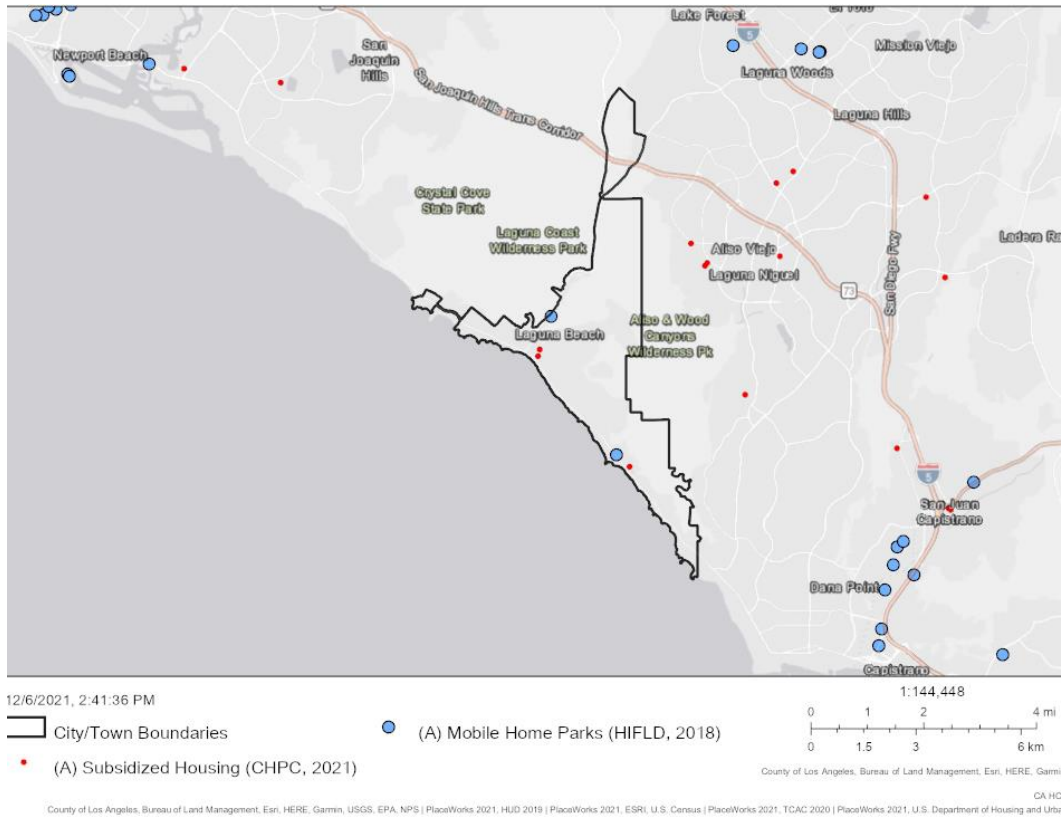 Lake Forest
El Toro
5
Newport Beach
San
Joaquin
Hills
Mission Viejo
Laguna Woods
San Joaquin Hills Trans Corridor
Laguna Hills
Crystal Cove
State Park
Laguna Coast
Wilderness Park
Ladera Ra
Aliso Viejo
San Diego Fwy
Laguna Niguel
73
Aliso & Wood
Canyons
Wilderness Pk
Laguna Beach
5
San Juan
Capistrano
Dana Point
Capistrano
12/6/2021, 2:41:36 PM
1:144,448
0 1 2 4 mi
0 1.5 3 6 km
City/Town Boundaries
(A) Mobile Home Parks (HIFLD, 2018)
(A) Subsidized Housing (CHPC, 2021)
County of Los Angeles, Bureau of Land Management, Esri, HERE, Garmi
CA HC
County of Los Angeles, Bureau of Land Management, Esri, HERE, Garmin, USGS, EPA, NPS | PlaceWorks 2021, HUD 2019 | PlaceWorks 2021, ESRI, U.S. Census | PlaceWorks 2021, TCAC 2020 | PlaceWorks 2021, U.S. Department of Housing and Urba